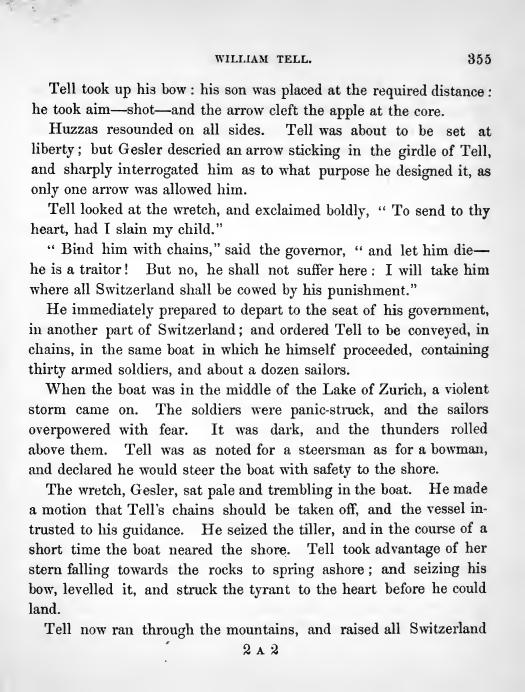 WILLIAM TELL. 355
Tell took up his bow : his son was placed at the required distance :
he took aim—shot—and the arrow cleft the apple at the core.
Huzzas resounded on all sides. Tell was about to be set at
liberty ; but Gesler descried an arrow sticking in the girdle of Tell,
and sharply interrogated him as to what purpose he designed it, as
only one arrow was allowed him.
Tell looked at the wretch, and exclaimed boldly, “ To send to thy
heart, had I slain my child.”
“ Bind him with chains,” said the governor, “ and let him die—
he is a traitor ! But no, he shall not suffer here : I will take him
where all Switzerland shall be cowed by his punishment.”
He immediately prepared to depart to the seat of his government,
in another part of Switzerland ; and ordered Tell to be conveyed, in
chains, in the same boat in which he himself proceeded, containing
thirty armed soldiers, and about a dozen sailors.
When the boat was in the middle of the Lake of Zurich, a violent
storm came on. The soldiers were panic-struck, and the sailors
overpowered with fear. It was dark, and the thunders rolled
above them. Tell was as noted for a steersman as for a bowman,
and declared he would steer the boat with safety to the shore.
The wretch, Gesler, sat pale and trembling in the boat. He made
a motion that Tell’s chains should be taken off, and the vessel in-
trusted to his guidance. He seized the tiller, and in the course of a
short time the boat neared the shore. Tell took advantage of her
stern falling towards the rocks to spring ashore ; and seizing his
bow, levelled it, and struck the tyrant to the heart before he could
land.
Tell now ran through the mountains, and raised all Switzerland
2 A 2